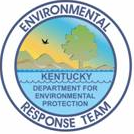 ENVIRONMENTAL
KENTUCKY
DEPARTMENT FOR
ENVIRONMENTAL
PROTECTION
RESPONSE TEAM